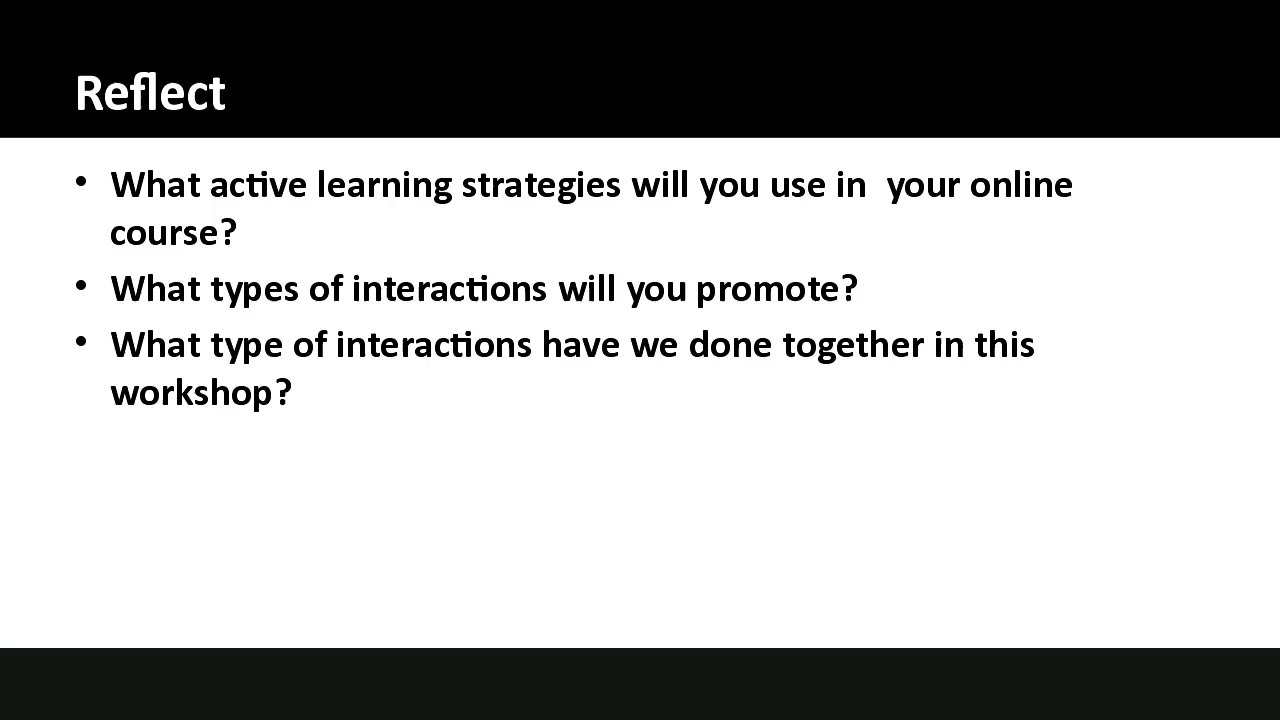 Reflect
• What active learning strategies will you use in  your online
course?
• What types of interactions will you promote?
• What type of interactions have we done together in this
workshop?